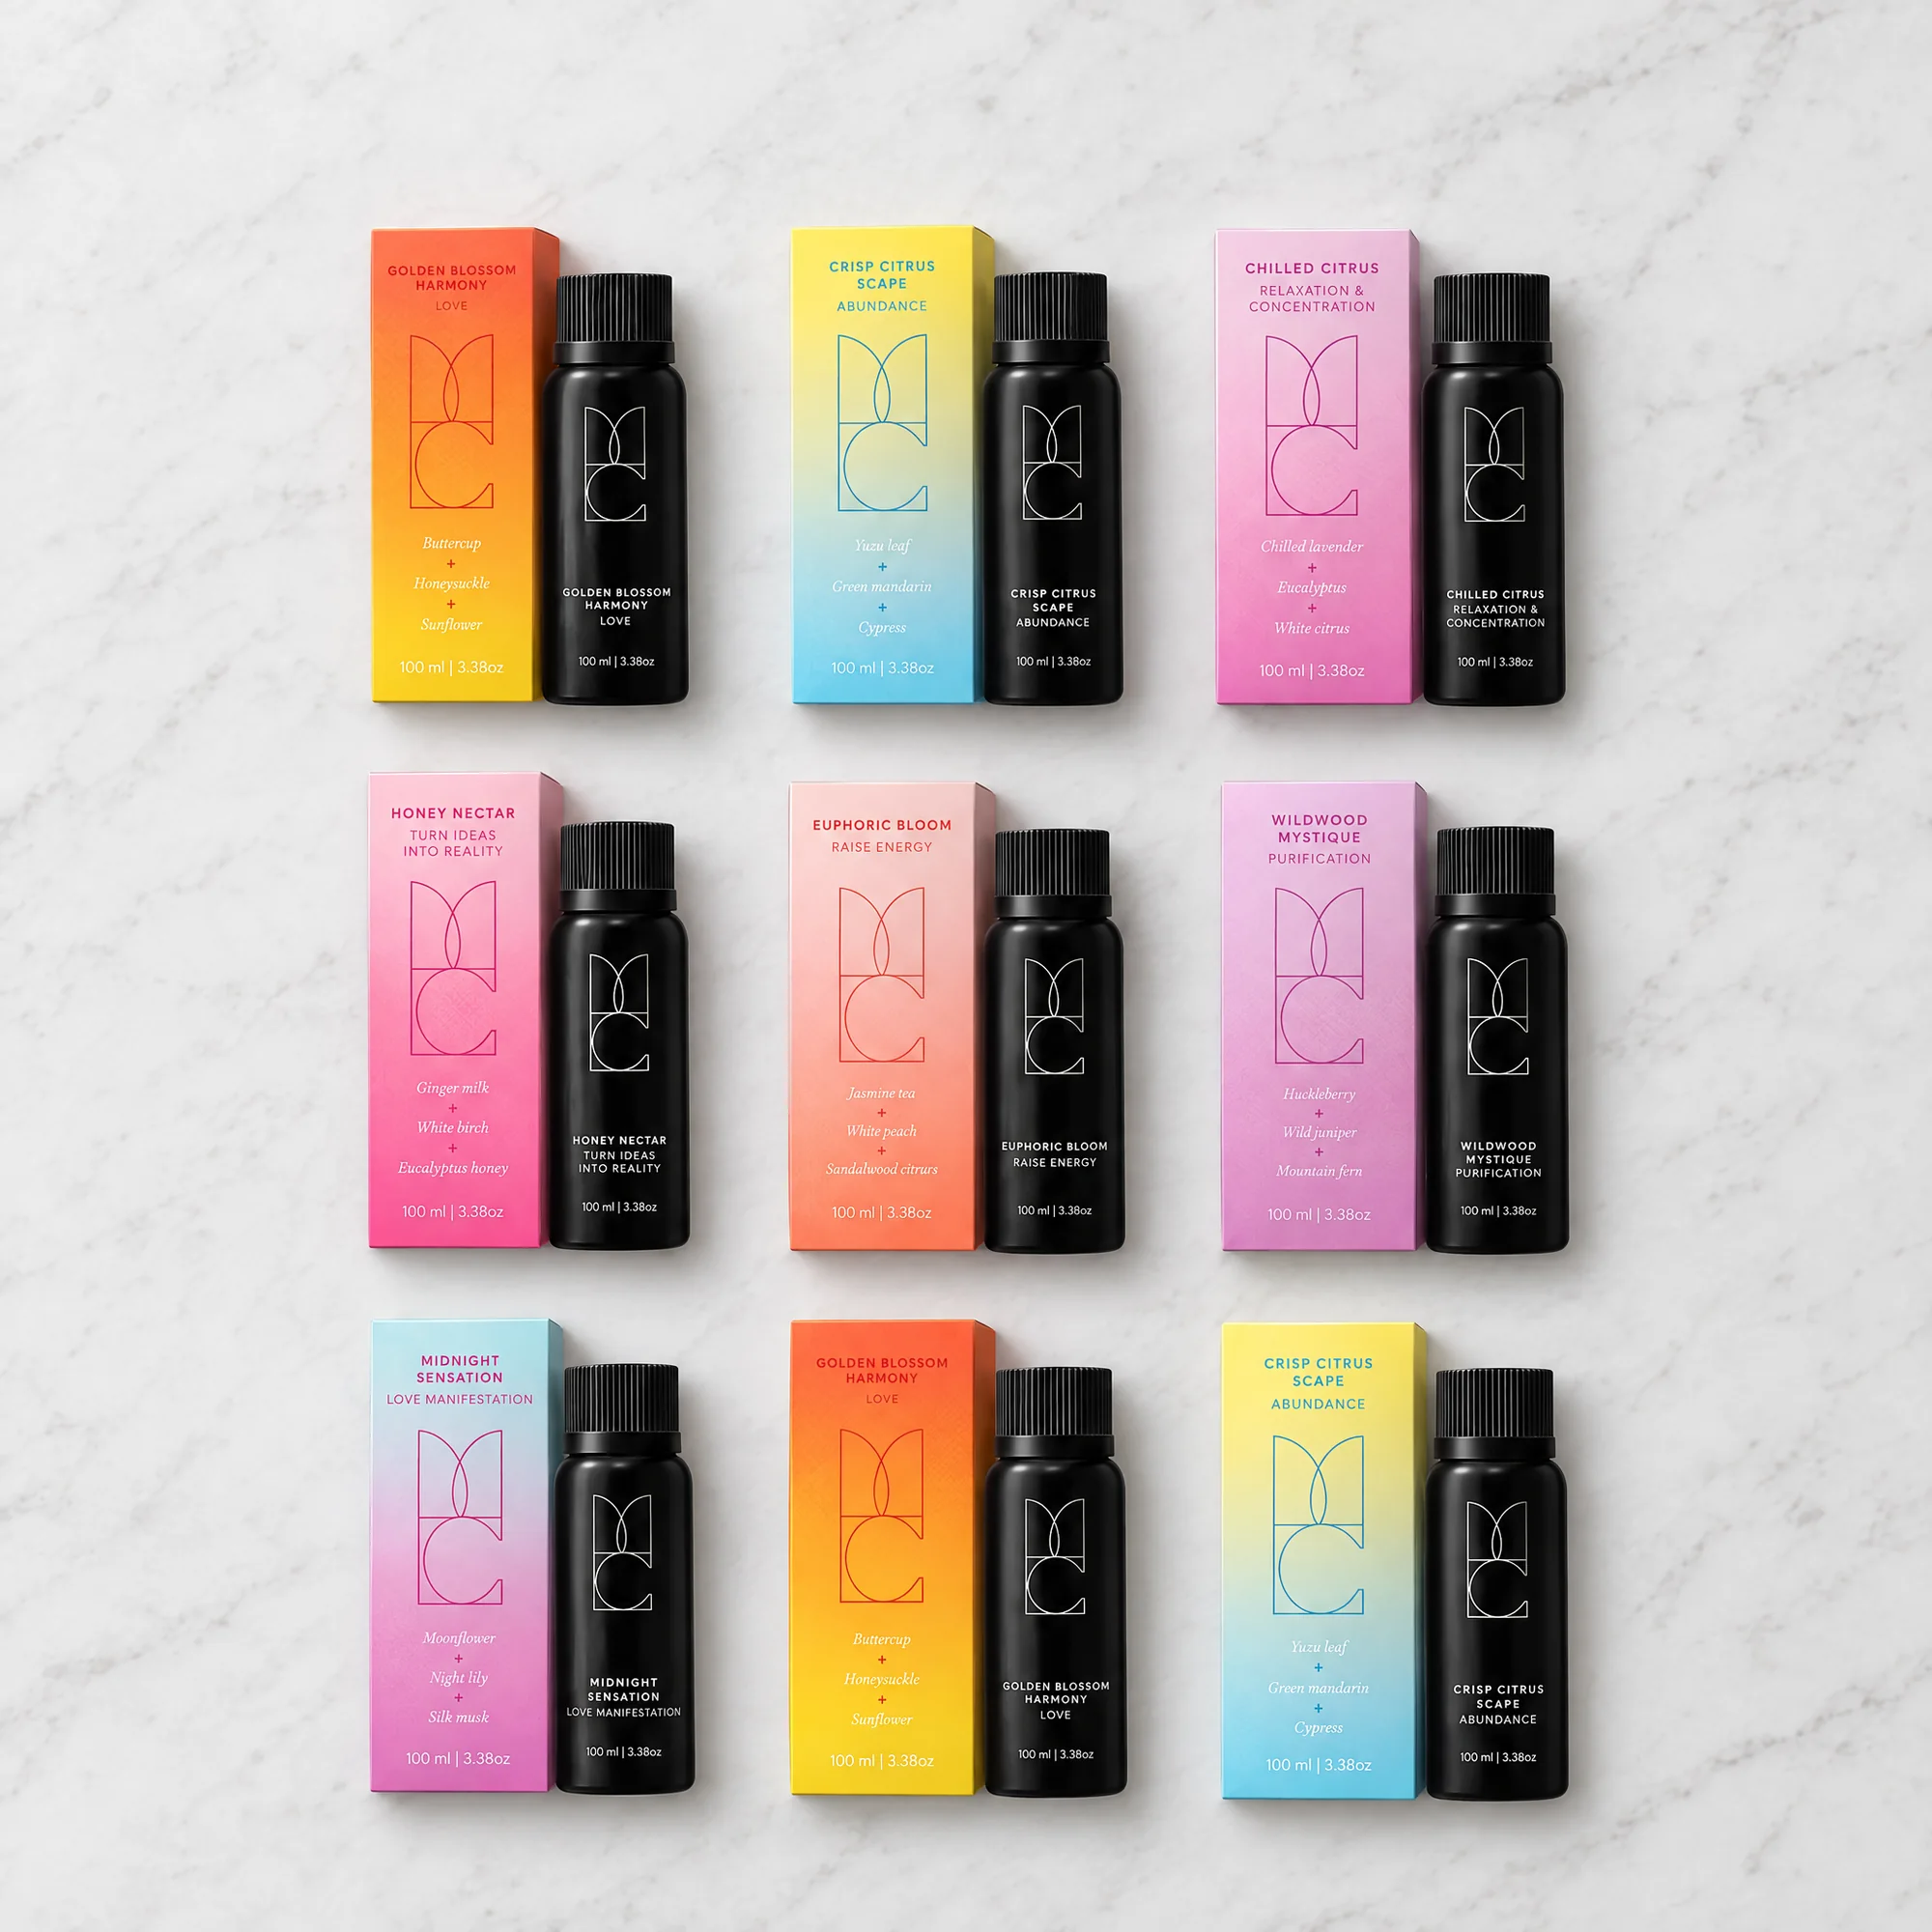 GOLDEN BLOSSOM
HARMONY
LOVE
Buttercup
+
Honeysuckle
+
Sunflower
100 ml | 3.38oz
GOLDEN BLOSSOM
HARMONY
LOVE
100 ml | 3.38oz
CRISP CITRUS
SCAPE
ABUNDANCE
Yuzu leaf
+
Green mandarin
+
Cypress
100 ml | 3.38oz
CRISP CITRUS
SCAPE
ABUNDANCE
100 ml | 3.38oz
CHILLED CITRUS
RELAXATION &
CONCENTRATION
Chilled lavender
+
Eucalyptus
+
White citrus
100 ml | 3.38oz
CHILLED CITRUS
RELAXATION &
CONCENTRATION
100 ml | 3.38oz
HONEY NECTAR
TURN IDEAS
INTO REALITY
Ginger milk
+
White birch
+
Eucalyptus honey
100 ml | 3.38oz
HONEY NECTAR
TURN IDEAS
INTO REALITY
100 ml | 3.38oz
EUPHORIC BLOOM
RAISE ENERGY
Jasmine tea
+
White peach
+
Sandalwood citrurs
100 ml | 3.38oz
EUPHORIC BLOOM
RAISE ENERGY
100 ml | 3.38oz
WILDWOOD
MYSTIQUE
PURIFICATION
Huckleberry
+
Wild juniper
+
Mountain fern
100 ml | 3.38oz
WILDWOOD
MYSTIQUE
PURIFICATION
100 ml | 3.38oz
MIDNIGHT
SENSATION
LOVE MANIFESTATION
Moonflower
+
Night lily
+
Silk musk
100 ml | 3.38oz
MIDNIGHT
SENSATION
LOVE MANIFESTATION
100 ml | 3.38oz
GOLDEN BLOSSOM
HARMONY
LOVE
Buttercup
+
Honeysuckle
+
Sunflower
100 ml | 3.38oz
GOLDEN BLOSSOM
HARMONY
LOVE
100 ml | 3.38oz
CRISP CITRUS
SCAPE
ABUNDANCE
Yuzu leaf
+
Green mandarin
+
Cypress
100 ml | 3.38oz
CRISP CITRUS
SCAPE
ABUNDANCE
100 ml | 3.38oz